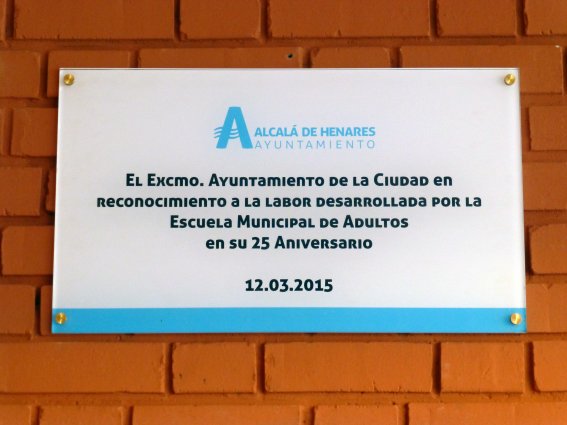 ALCALÁ DE HENARES
AYUNTAMIENTO
El Excmo. Ayuntamiento de la Ciudad en
reconocimiento a la labor desarrollada por la
Escuela Municipal de Adultos
en su 25 Aniversario
12.03.2015